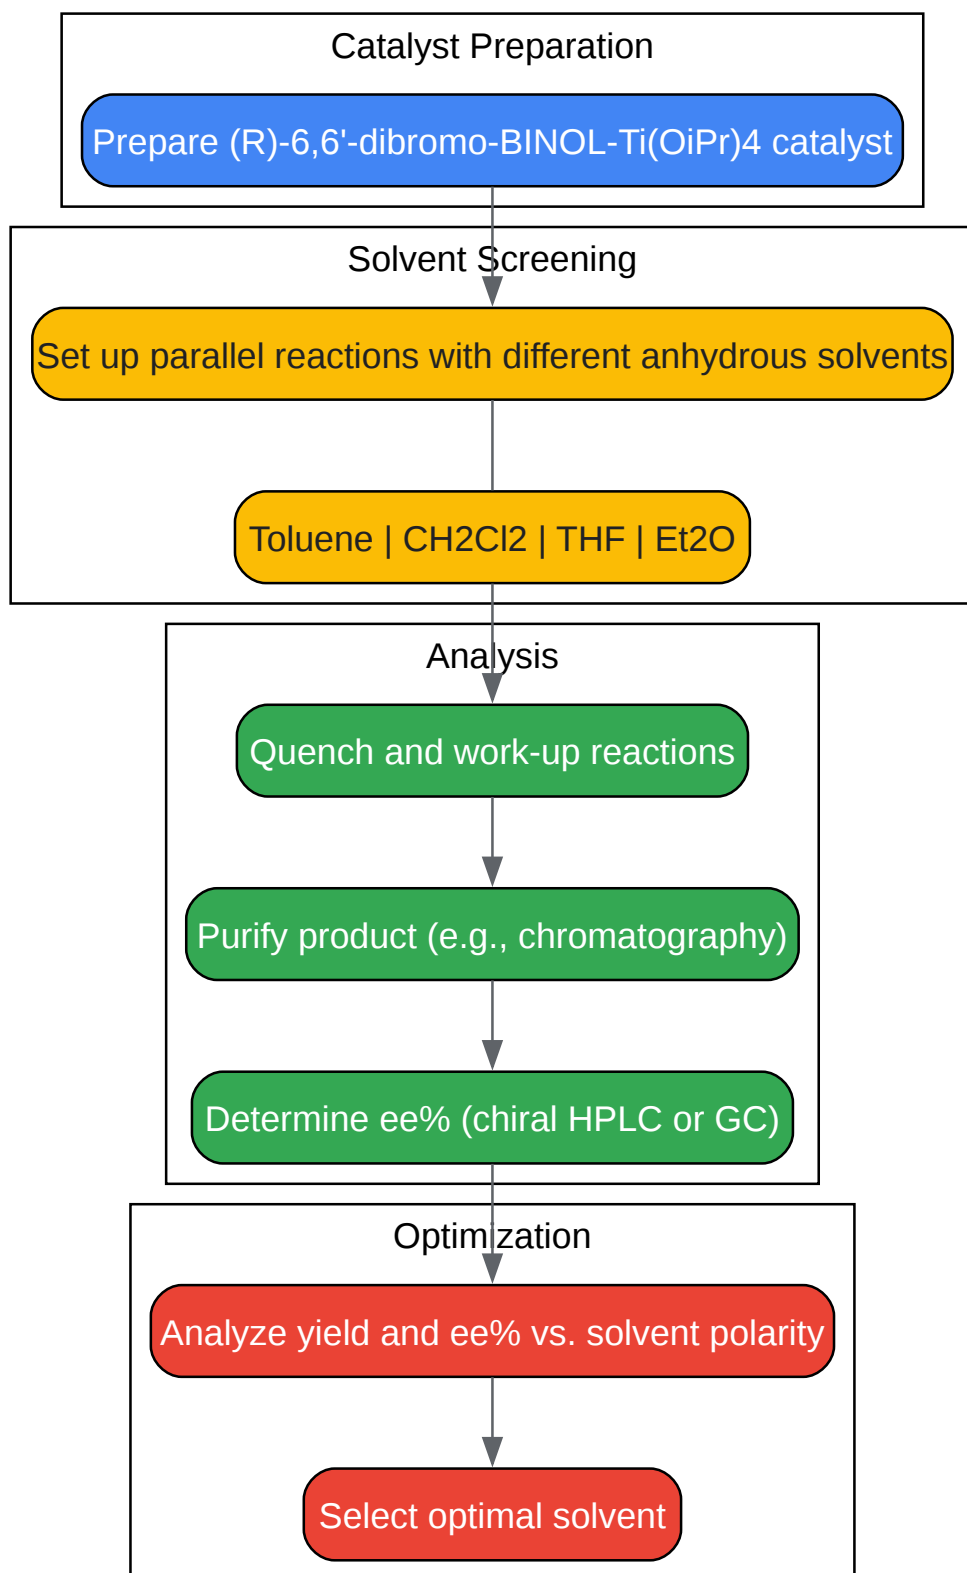 Catalyst Preparation
Prepare (R)-6,6'-dibromo-BINOL-Ti(OiPr)4 catalyst
Solvent Screening
Set up parallel reactions with different anhydrous solvents
Toluene | CH2Cl2 | THF | Et2O
Analysis
Quench and work-up reactions
Purify product (e.g., chromatography)
Determine ee% (chiral HPLC or GC)
Optimization
Analyze yield and ee% vs. solvent polarity
Select optimal solvent